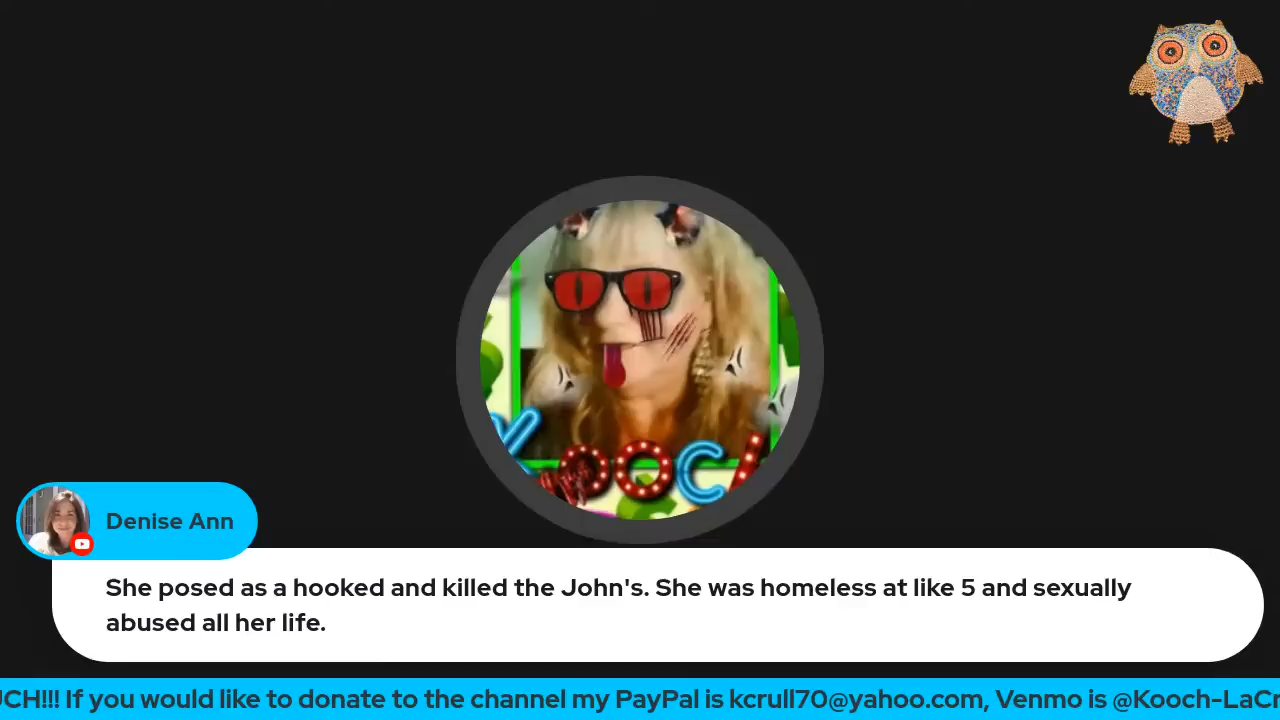 KOOCH
Denise Ann
She posed as a hooked and killed the John's. She was homeless at like 5 and sexually
abused all her life.
UCH!!! If you would like to donate to the channel my PayPal is kcrull70@yahoo.com, Venmo is @Kooch-LaCr